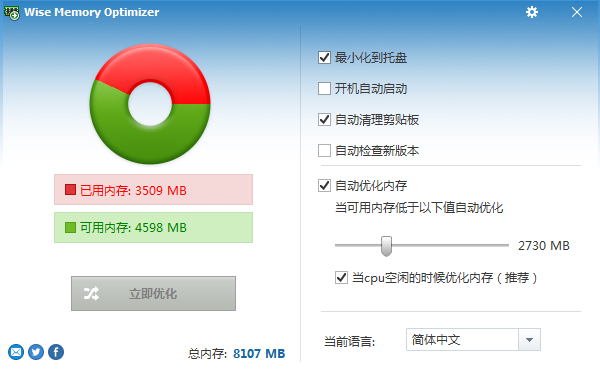 Wise Memory Optimizer
已用内存: 3509 MB
可用内存: 4598 MB
立即优化
总内存: 8107 MB
最小化到托盘
开机自动启动
自动清理剪贴板
自动检查新版本
自动优化内存
当可用内存低于以下值自动优化
2730 MB
当cpu空闲的时候优化内存（推荐）
当前语言:
简体中文